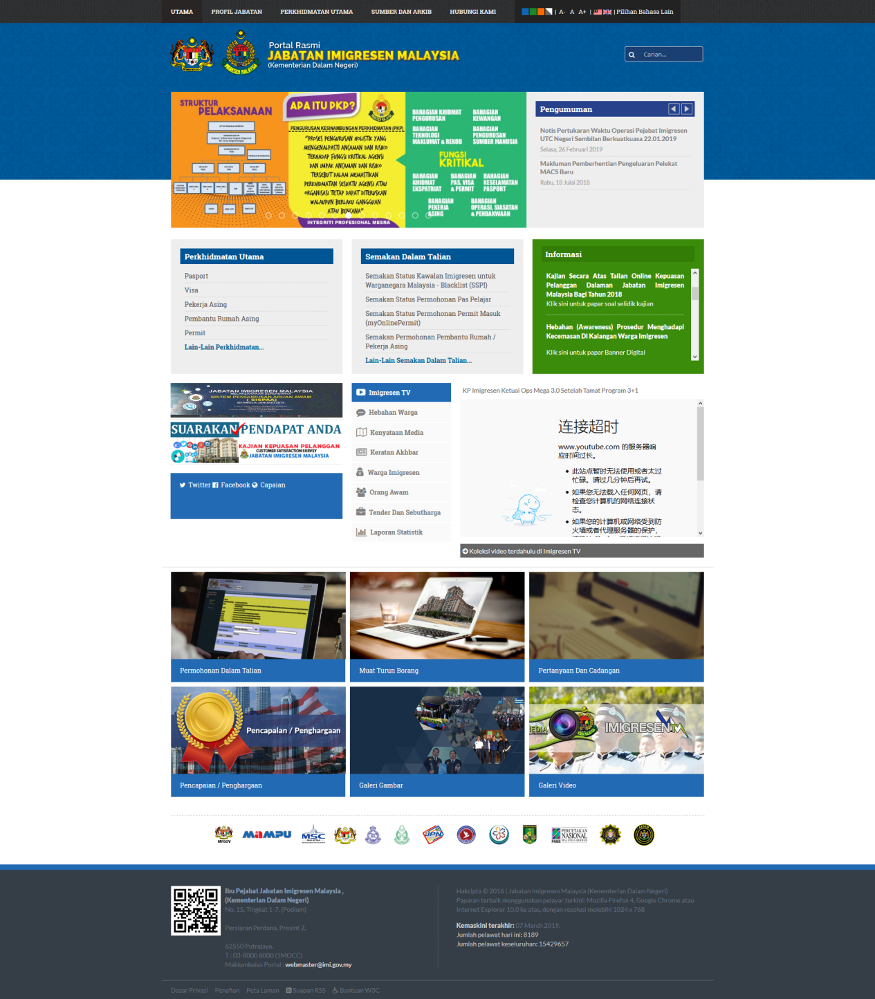 UTAMA PROFIL JABATAN PERKHIDMATAN UTAMA SUMBER DAN ARKIB HUBUNGI KAMI | A- A A+ | | Pilihan Bahasa Lain
Portal Rasmi
JABATAN IMIGRESEN MALAYSIA
(Kementerian Dalam Negeri)
Carian...
STRUKTUR
PELAKSANAAN
APA ITU PKP?
PENGURUSAN KESINAMBUNGAN PERKHIDMATAN (PKP)
"PROSES PENGURUSAN HOLISTIK YANG
MENGENALPASTI ANCAMAN DAN RISIKO
TERHADAP FUNGSI KRITIKAL AGENSI
DAN IMPAK ANCAMAN DAN RISIKO
TERSEBUT DALAM MEMASTIKAN
PERKHIDMATAN SESUATU AGENSI ATAU
ORGANISASI TETAP DAPAT DITERUSKAN
WALAUPUN BERLAKU GANGGUAN
ATAU BENCANA"
INTEGRITI PROFESIONAL MESRA
BAHAGIAN KHIDMAT
PENGURUSAN
BAHAGIAN
KEWANGAN
BAHAGIAN
TEKNOLOGI
MAKLUMAT & REKOD
BAHAGIAN
PENGURUSAN
SUMBER MANUSIA
FUNGSI
KRITIKAL
BAHAGIAN
KHIDMAT
EKSPATRIAT
BAHAGIAN
PAS, VISA
& PERMIT
BAHAGIAN
KESELAMATAN
PASPORT
BAHAGIAN
PEKERJA
ASING
BAHAGIAN
OPERASI, SIASATAN
& PENDAKWAAN
Pengumuman
Notis Pertukaran Waktu Operasi Pejabat Imigresen
UTC Negeri Sembilan Berkuatkuasa 22.01.2019
Selasa, 26 Februari 2019
Makluman Pemberhentian Pengeluaran Pelekat
MACS Baru
Rabu, 18 Julai 2018
Perkhidmatan Utama
Pasport
Visa
Pekerja Asing
Pembantu Rumah Asing
Permit
Lain-Lain Perkhidmatan...
Semakan Dalam Talian
Semakan Status Kawalan Imigresen untuk
Warganegara Malaysia - Blacklist (SSPI)
Semakan Status Permohonan Pas Pelajar
Semakan Status Permohonan Permit Masuk
(myOnlinePermit)
Semakan Permohonan Pembantu Rumah /
Pekerja Asing
Lain-Lain Semakan Dalam Talian...
Informasi
Kajian Secara Atas Talian Online Kepuasan
Pelanggan Dalaman Jabatan Imigresen
Malaysia Bagi Tahun 2018
Klik sini untuk papar soal selidik kajian
Hebahan (Awareness) Prosedur Menghadapi
Kecemasan Di Kalangan Warga Imigresen
Klik sini untuk papar Banner Digital
JABATAN IMIGRESEN MALAYSIA
SISTEM PENGURUSAN ADUAN AWAM
( SISPAA)
BERMULA JANUARI 2019
SUARAKAN PENDAPAT ANDA
KAJIAN KEPUASAN PELANGGAN
CUSTOMER SATISFACTION SURVEY
JABATAN IMIGRESEN MALAYSIA
Twitter Facebook Capaian
Imigresen TV
Hebahan Warga
Kenyataan Media
Keratan Akhbar
Warga Imigresen
Orang Awam
Tender Dan Sebutharga
Laporan Statistik
KP Imigresen Ketuai Ops Mega 3.0 Setelah Tamat Program 3+1
连接超时
www.youtube.com 的服务器响
应时间过长。
此站点暂时无法使用或者太过
忙碌。请过几分钟后再试。
如果您无法载入任何网页，请
检查您计算机的网络连接状
态。
如果您的计算机或网络受到防
火墙或者代理服务器的保护，
Koleksi video terdahulu di Imigresen TV
Permohonan Dalam Talian
Muat Turun Borang
Pertanyaan Dan Cadangan
Pencapaian / Penghargaan
IMIGRESEN TV
Pencapaian / Penghargaan
Galeri Gambar
Galeri Video
MYGOV
MAMPU
MSC
MALAYSIA
JPN
PNMB
PERCETAKAN
NASIONAL
MALAYSIA BERHAD
Ibu Pejabat Jabatan Imigresen Malaysia ,
(Kementerian Dalam Negeri)
No. 15, Tingkat 1-7, (Podium)
Persiaran Perdana, Presint 2,
62550 Putrajaya.
T : 03-8000 8000 (1MOCC)
Maklumbalas Portal : webmaster@imi.gov.my
Hakcipta © 2016 | Jabatan Imigresen Malaysia (Kementerian Dalam Negeri)
Paparan terbaik menggunakan pelayar terkini: Mozilla Firefox 4, Google Chrome atau
Internet Explorer 10.0 ke atas, dengan resolusi melebihi 1024 x 768
Kemaskini terakhir: 07 March 2019.
Jumlah pelawat hari ini: 8189
Jumlah pelawat keseluruhan: 15429657
Dasar Privasi Penafian Peta Laman Suapan RSS Bantuan W3C